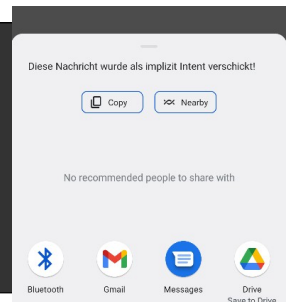 Diese Nachricht wurde als implizit Intent verschickt!
Copy
Nearby
No recommended people to share with
Bluetooth
Gmail
Messages
Drive
Save to Drive